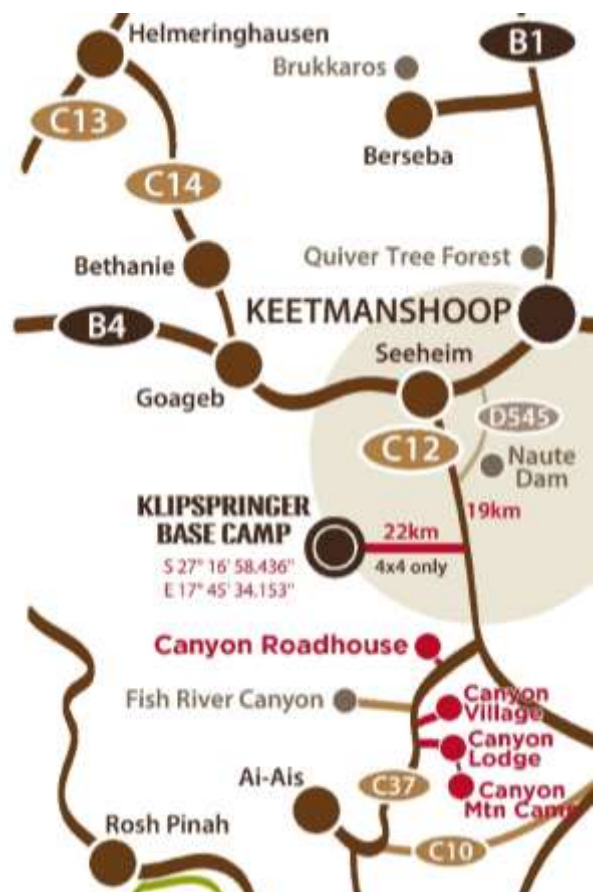 Helmeringhausen
B1
Brukkaros
C13
Berseba
C14
Quiver Tree Forest
Bethanie
KEETMANSHOOP
B4
Seeheim
Goageb
D545
C12
Naute
Dam
KLIPSPRINGER
BASE CAMP
19km
22km
S 27° 16' 58.436"
E 17° 45' 34.153"
4x4 only
Canyon Roadhouse
Fish River Canyon
Canyon
Village
Canyon
Lodge
Ai-Ais
C37
Canyon
Mtn Camp
Rosh Pinah
C10